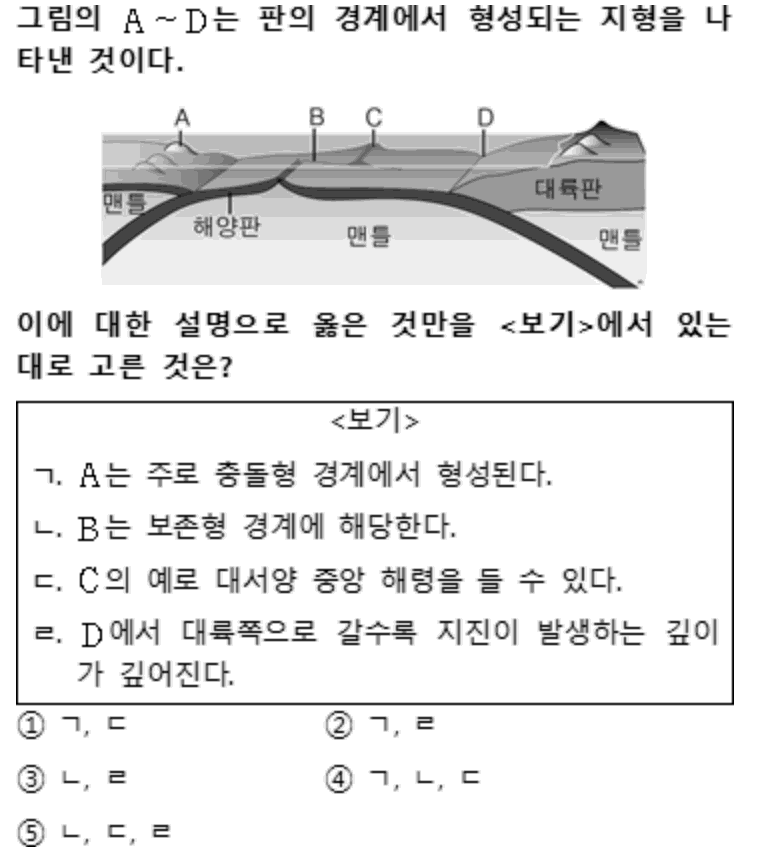 그림의 A～D는 판의 경계에서 형성되는 지형을 나
타낸 것이다.
A B C D
대륙판
맨틀
해양판
맨틀
맨틀
이에 대한 설명으로 옳은 것만을 <보기>에서 있는
대로 고른 것은?
<보기>
ㄱ. A는 주로 충돌형 경계에서 형성된다.
ㄴ. B는 보존형 경계에 해당한다.
ㄷ. C의 예로 대서양 중앙 해령을 들 수 있다.
ㄹ. D에서 대륙쪽으로 갈수록 지진이 발생하는 깊이
가 깊어진다.
① ㄱ, ㄷ ② ㄱ, ㄹ
③ ㄴ, ㄹ ④ ㄱ, ㄴ, ㄷ
⑤ ㄴ, ㄷ, ㄹ